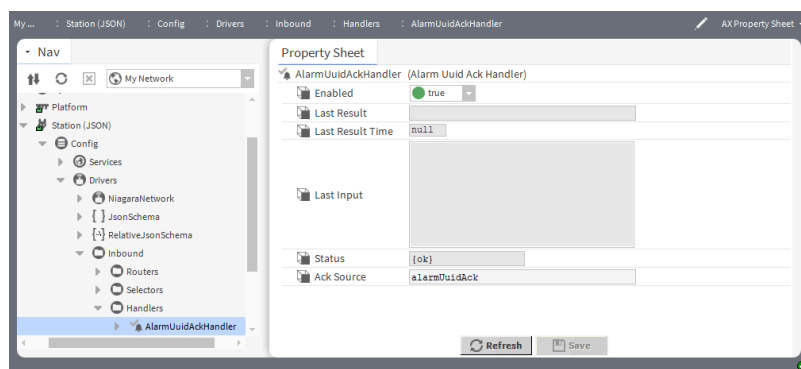 My ... : Station (JSON) : Config : Drivers : Inbound : Handlers : AlarmUuidAckHandler AX Property Sheet
Nav
My Network
Platform
Station (JSON)
Config
Services
Drivers
NiagaraNetwork
{ } JsonSchema
RelativeJsonSchema
Inbound
Routers
Selectors
Handlers
AlarmUuidAckHandler
Property Sheet
AlarmUuidAckHandler (Alarm Uuid Ack Handler)
Enabled true
Last Result
Last Result Time null
Last Input
Status {ok}
Ack Source alarmUuidAck
Refresh Save